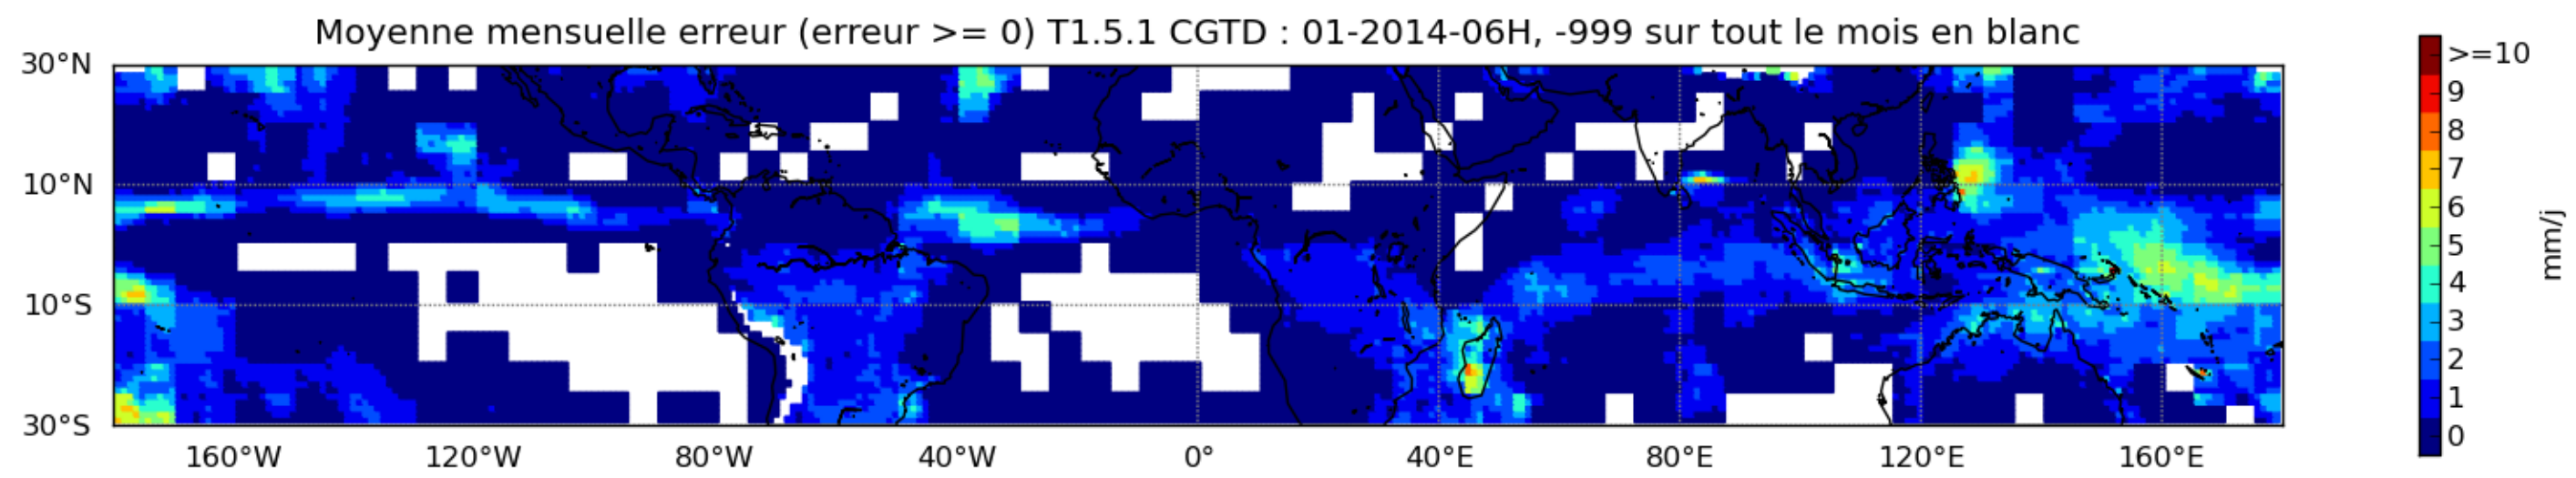 Moyenne mensuelle erreur (erreur >= 0) T1.5.1 CGTD : 01-2014-06H, -999 sur tout le mois en blanc
30°N
10°N
10°S
30°S
160°W 120°W 80°W 40°W 0° 40°E 80°E 120°E 160°E
>=10
9
8
7
6
5
4
3
2
1
0
mm/j